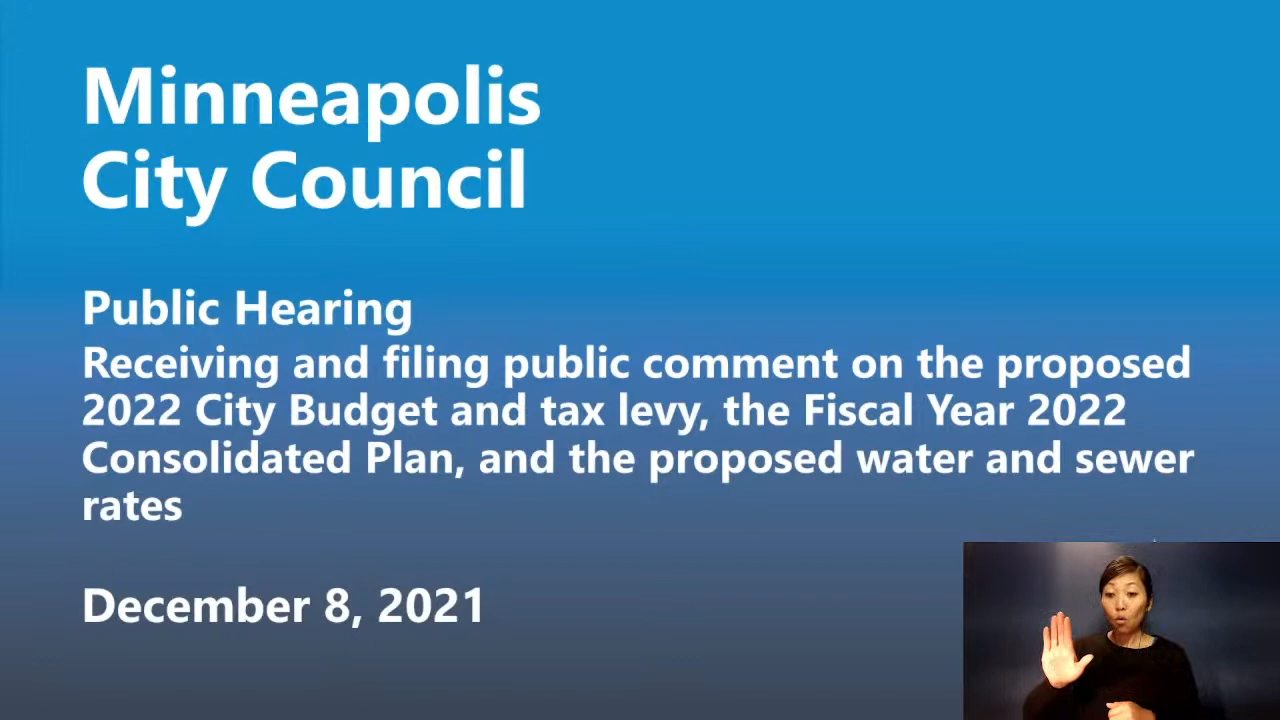 Minneapolis
City Council
Public Hearing
Receiving and filing public comment on the proposed
2022 City Budget and tax levy, the Fiscal Year 2022
Consolidated Plan, and the proposed water and sewer
rates
December 8, 2021